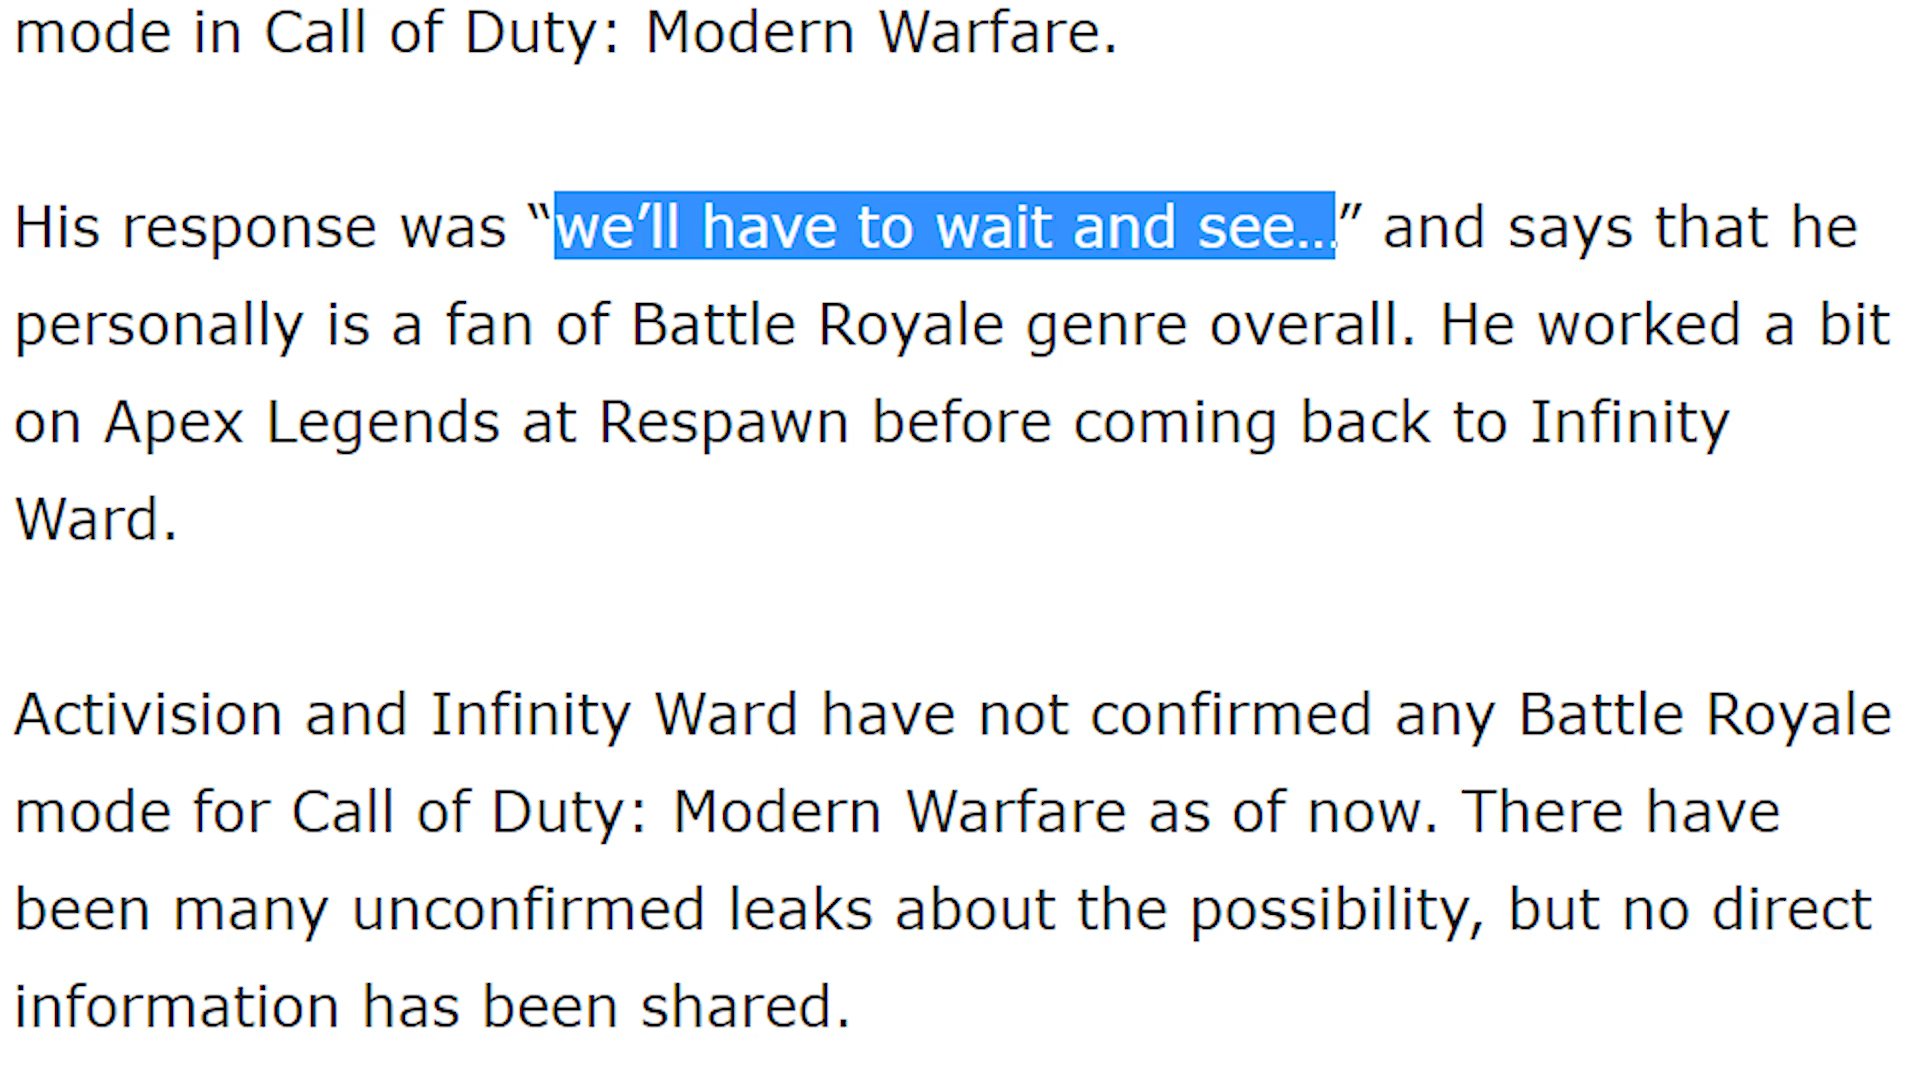 mode in Call of Duty: Modern Warfare.
His response was “we’ll have to wait and see…” and says that he
personally is a fan of Battle Royale genre overall. He worked a bit
on Apex Legends at Respawn before coming back to Infinity
Ward.
Activision and Infinity Ward have not confirmed any Battle Royale
mode for Call of Duty: Modern Warfare as of now. There have
been many unconfirmed leaks about the possibility, but no direct
information has been shared.